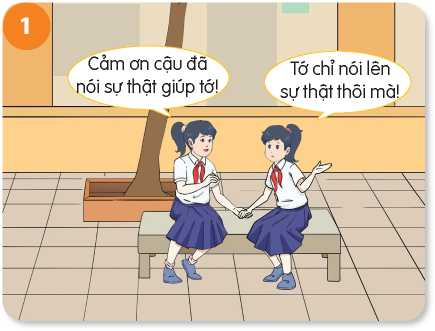 1
Cảm ơn cậu đã
nói sự thật giúp tớ!
Tớ chỉ nói lên
sự thật thôi mà!